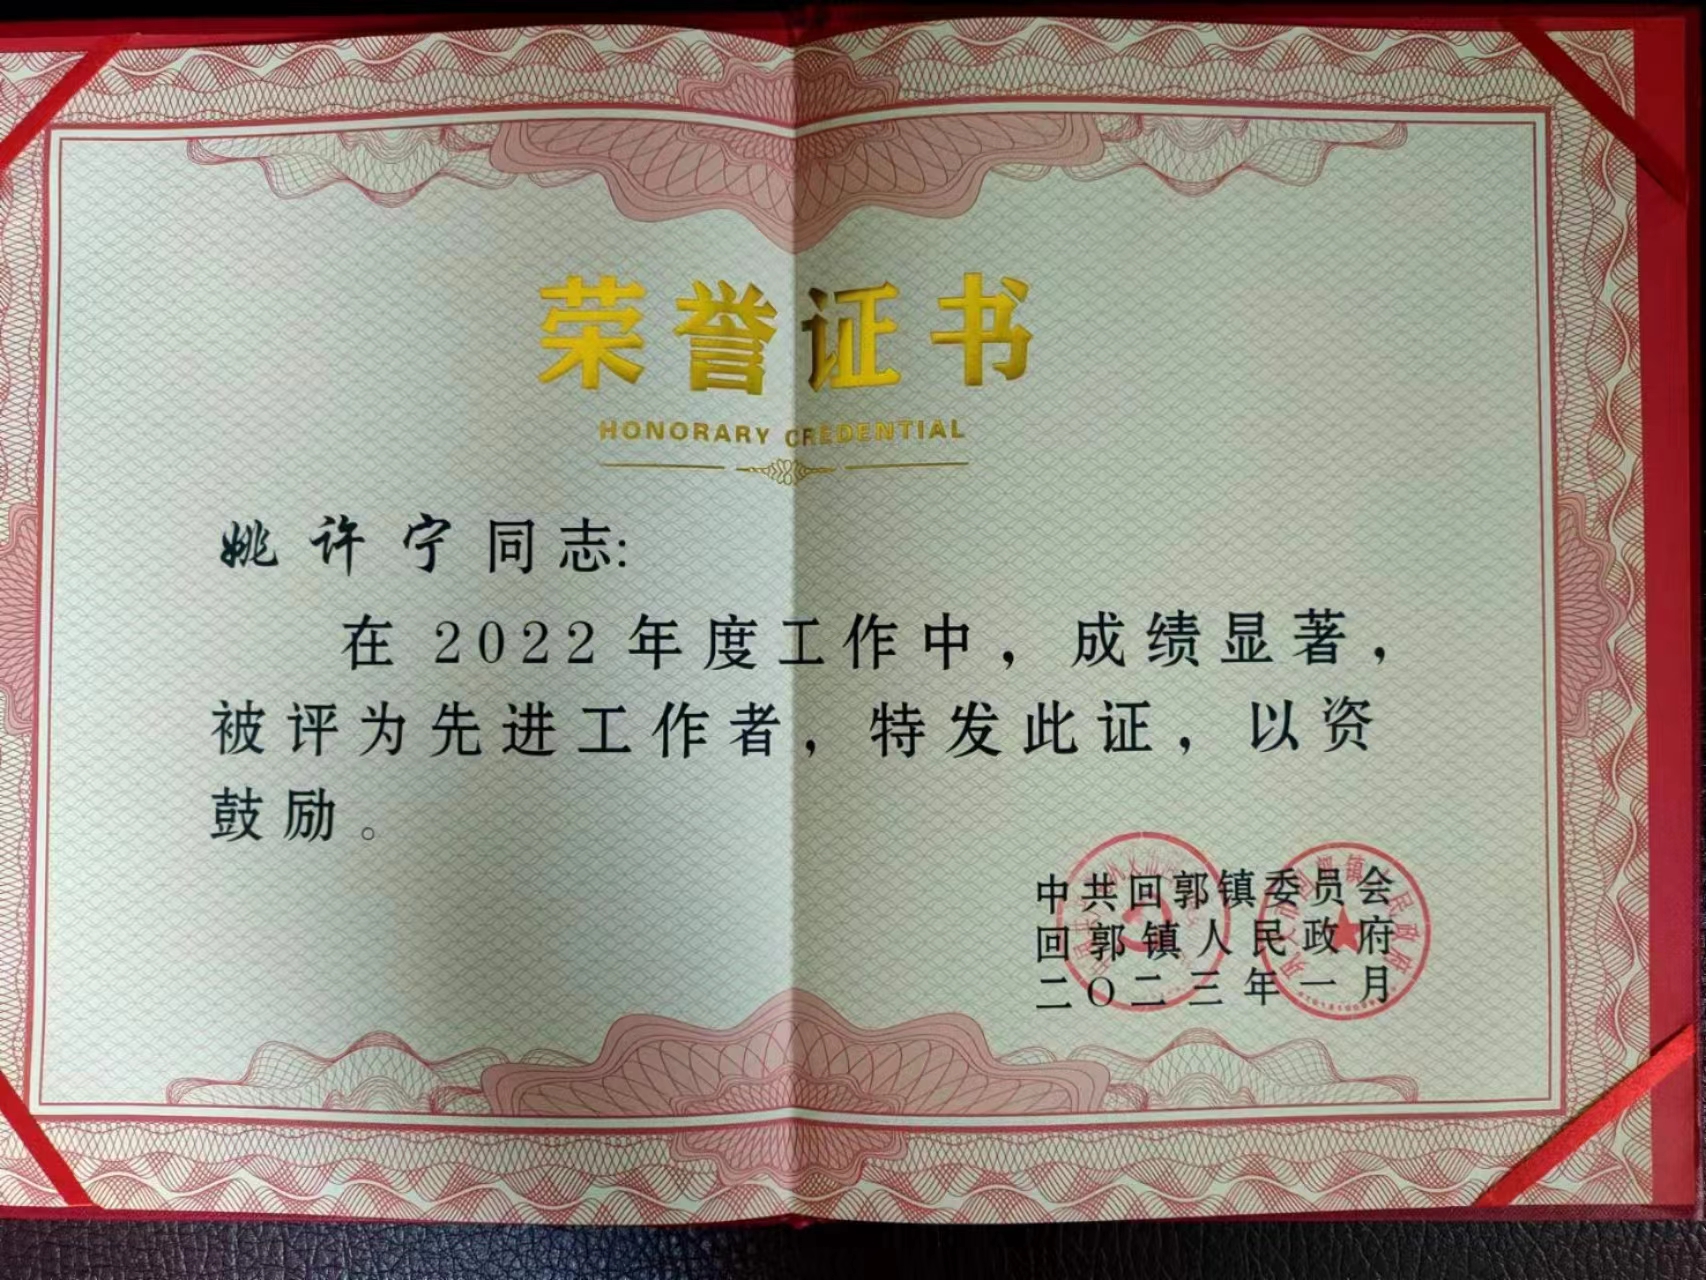 荣誉证书
HONORARY CREDENTIAL
姚许宁同志:
在2022年度工作中，成绩显著，
被评为先进工作者，特发此证，以资
鼓励。
中共回郭镇委员会
回郭镇人民政府
二〇二三年一月